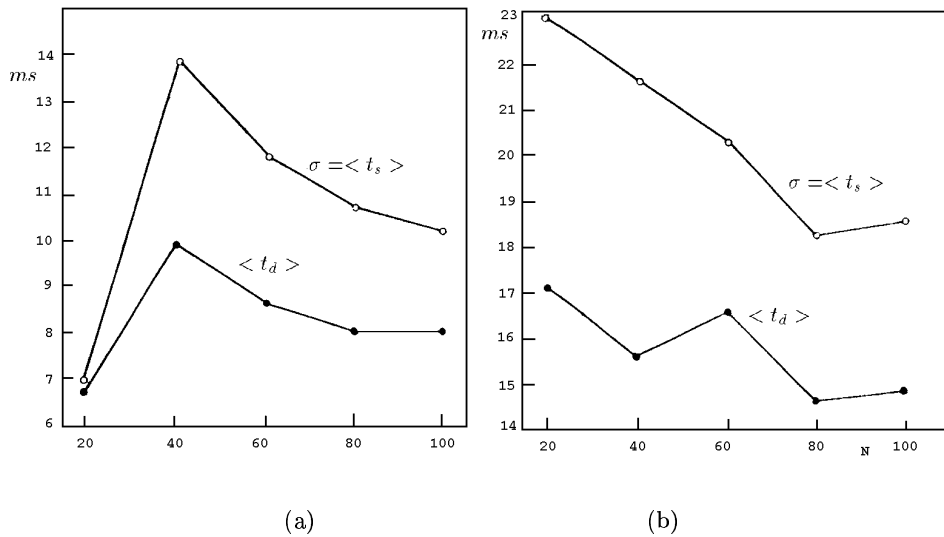 14
ms
13
12
11
10
9
8
7
6
σ =< t_s >
< t_d >
20 40 60 80 100
(a)
23
ms
22
21
20
19
18
17
16
15
14
σ =< t_s >
< t_d >
20 40 60 80 N 100
(b)